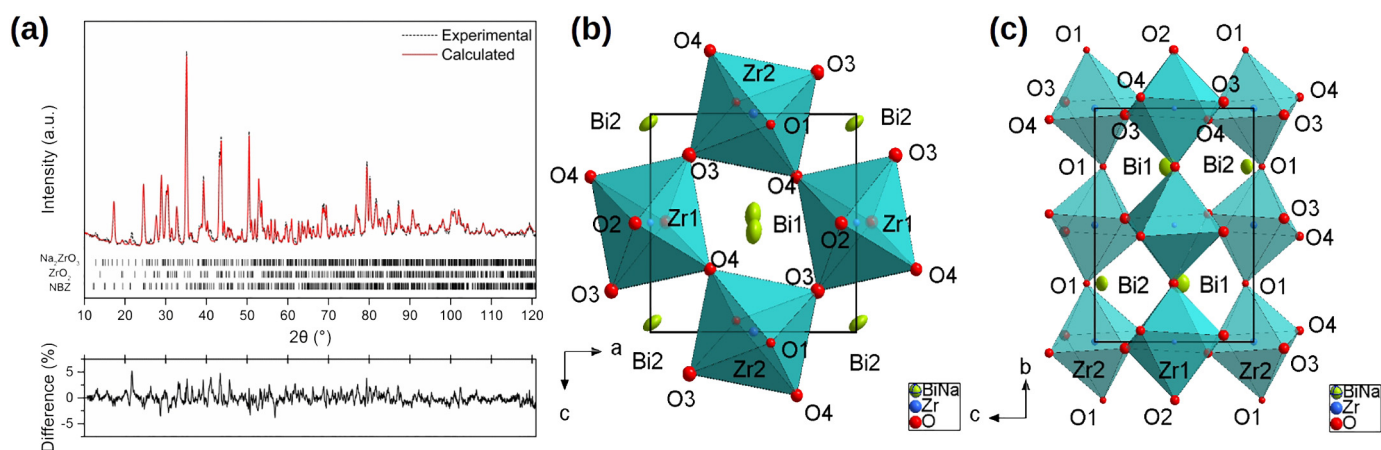 (a)
Experimental
Calculated
Intensity (a.u.)
Na2ZrO3
ZrO2
NBZ
10 20 30 40 50 60 70 80 90 100 110 120
2θ (°)
Difference (%)
5
0
-5
(b)
O4
Zr2
O3
Bi2
O1
Bi2
O4
O3
O4
O3
O2
Zr1
Bi1
O2
Zr1
O3
O4
O3
O4
Bi2
Zr2
O1
Bi2
O3
O4
a
c
BiNa
Zr
O
(c)
O1 O2 O1
O3 O4 O3 O4
O4 O3 O4 O3
O1 Bi1 Bi2 O1
O3
O4
O1 Bi2 Bi1 O1
O4
Zr2 Zr1 Zr2 O3
O1 O2 O1
b
c
BiNa
Zr
O